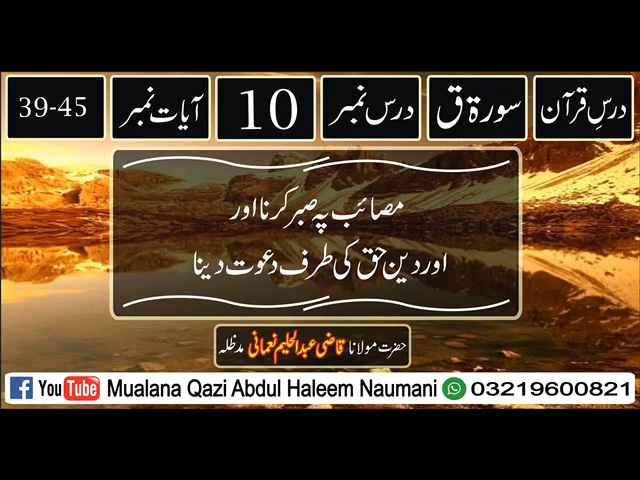 درسِ قرآن سورۃ ق درس نمبر 10 آیات نمبر 39-45
مصائب پہ صبر کرنا اور
اور دین حق کی طرف دعوت دینا
حضرت مولانا قاضی عبدالحلیم نعمانی مدظلہ
f YouTube Mualana Qazi Abdul Haleem Naumani 03219600821